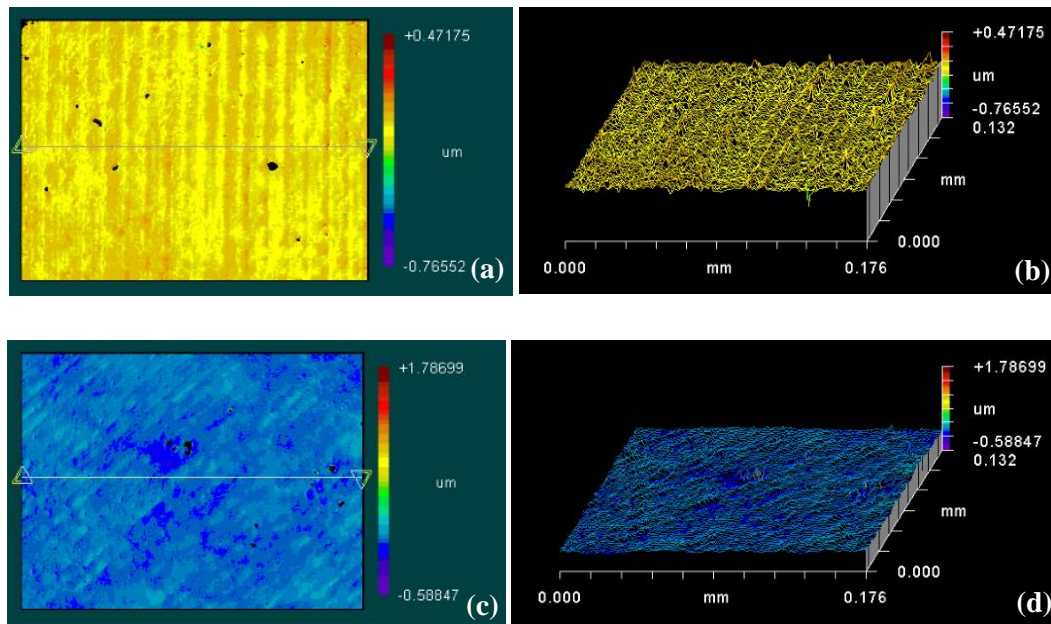 +0.47175
um
-0.76552
(a)
+0.47175
um
-0.76552
0.132
mm
0.000
0.000
mm
0.176
(b)
+1.78699
um
-0.58847
(c)
+1.78699
um
-0.58847
0.132
mm
0.000
0.000
mm
0.176
(d)